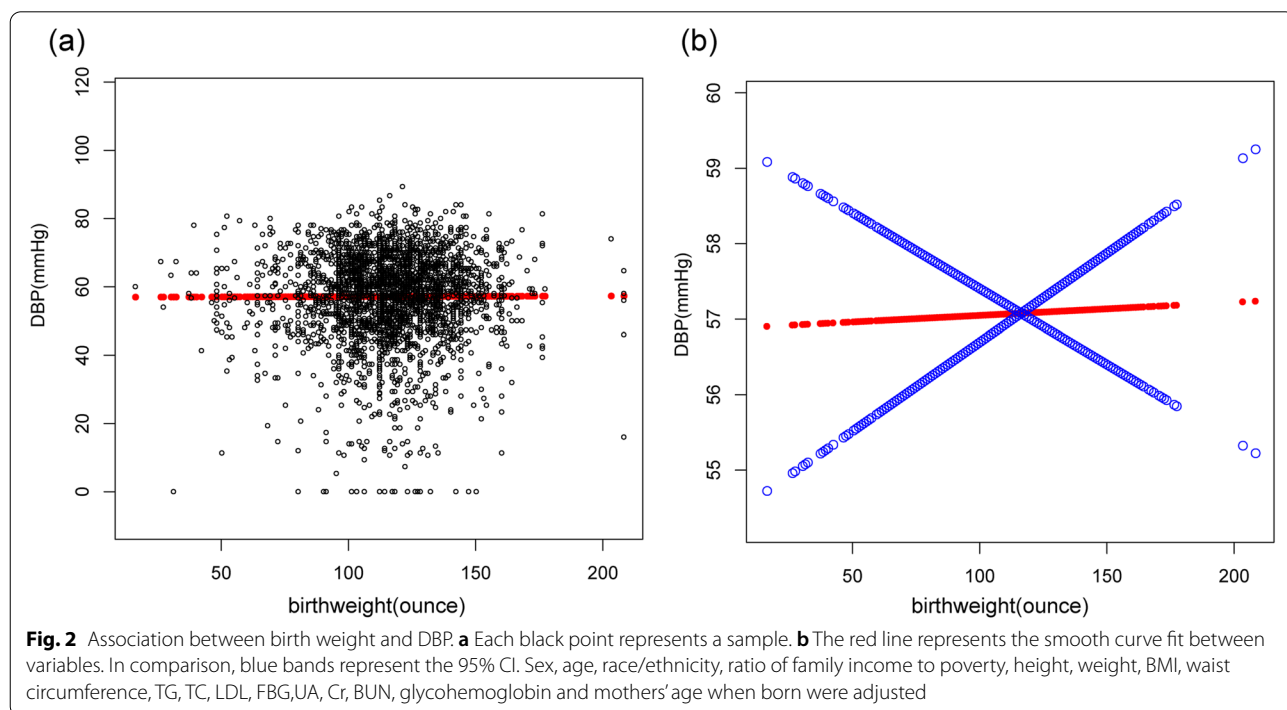 (a)
(b)
120
100
80
60
40
20
0
DBP(mmHg)
50
100
150
200
birthweight(ounce)
60
59
58
57
56
55
DBP(mmHg)
50
100
150
200
birthweight(ounce)
Fig. 2 Association between birth weight and DBP. a Each black point represents a sample. b The red line represents the smooth curve fit between
variables. In comparison, blue bands represent the 95% CI. Sex, age, race/ethnicity, ratio of family income to poverty, height, weight, BMI, waist
circumference, TG, TC, LDL, FBG,UA, Cr, BUN, glycohemoglobin and mothers’ age when born were adjusted